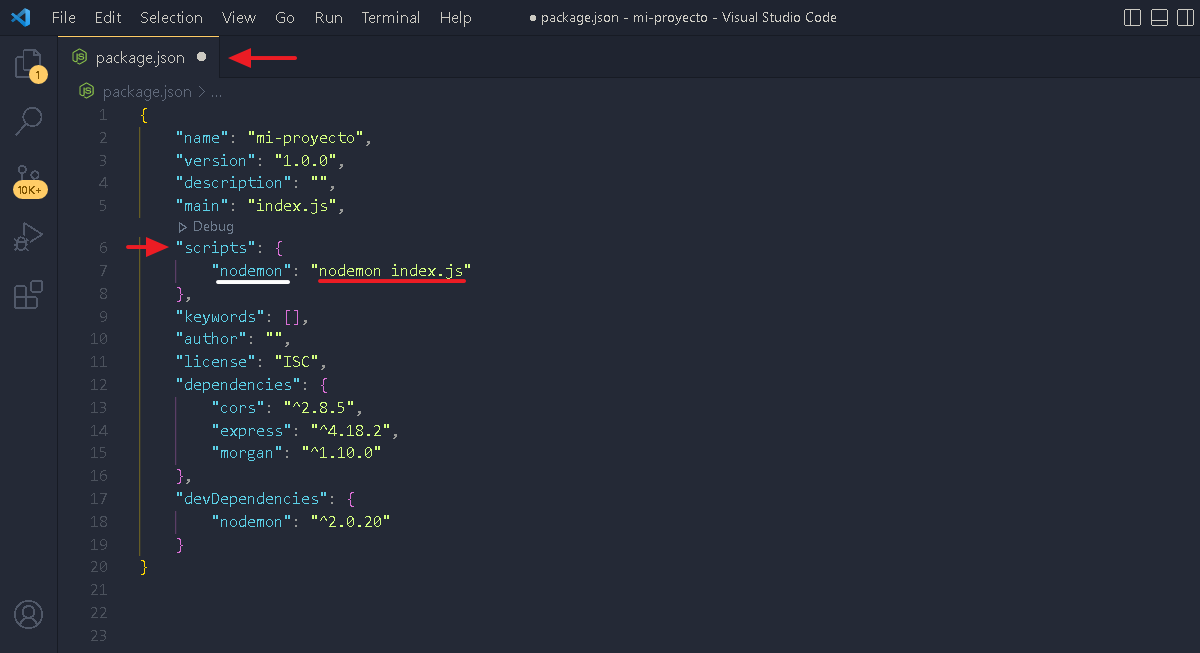 File Edit Selection View Go Run Terminal Help ● package.json - mi-proyecto - Visual Studio Code
package.json ●
1
package.json > ...
10K+
1 {
2 "name": "mi-proyecto",
3 "version": "1.0.0",
4 "description": "",
5 "main": "index.js",
Debug
6 "scripts": {
7 "nodemon": "nodemon index.js"
8 },
9 "keywords": [],
10 "author": "",
11 "license": "ISC",
12 "dependencies": {
13 "cors": "^2.8.5",
14 "express": "^4.18.2",
15 "morgan": "^1.10.0"
16 },
17 "devDependencies": {
18 "nodemon": "^2.0.20"
19 }
20 }
21
22
23